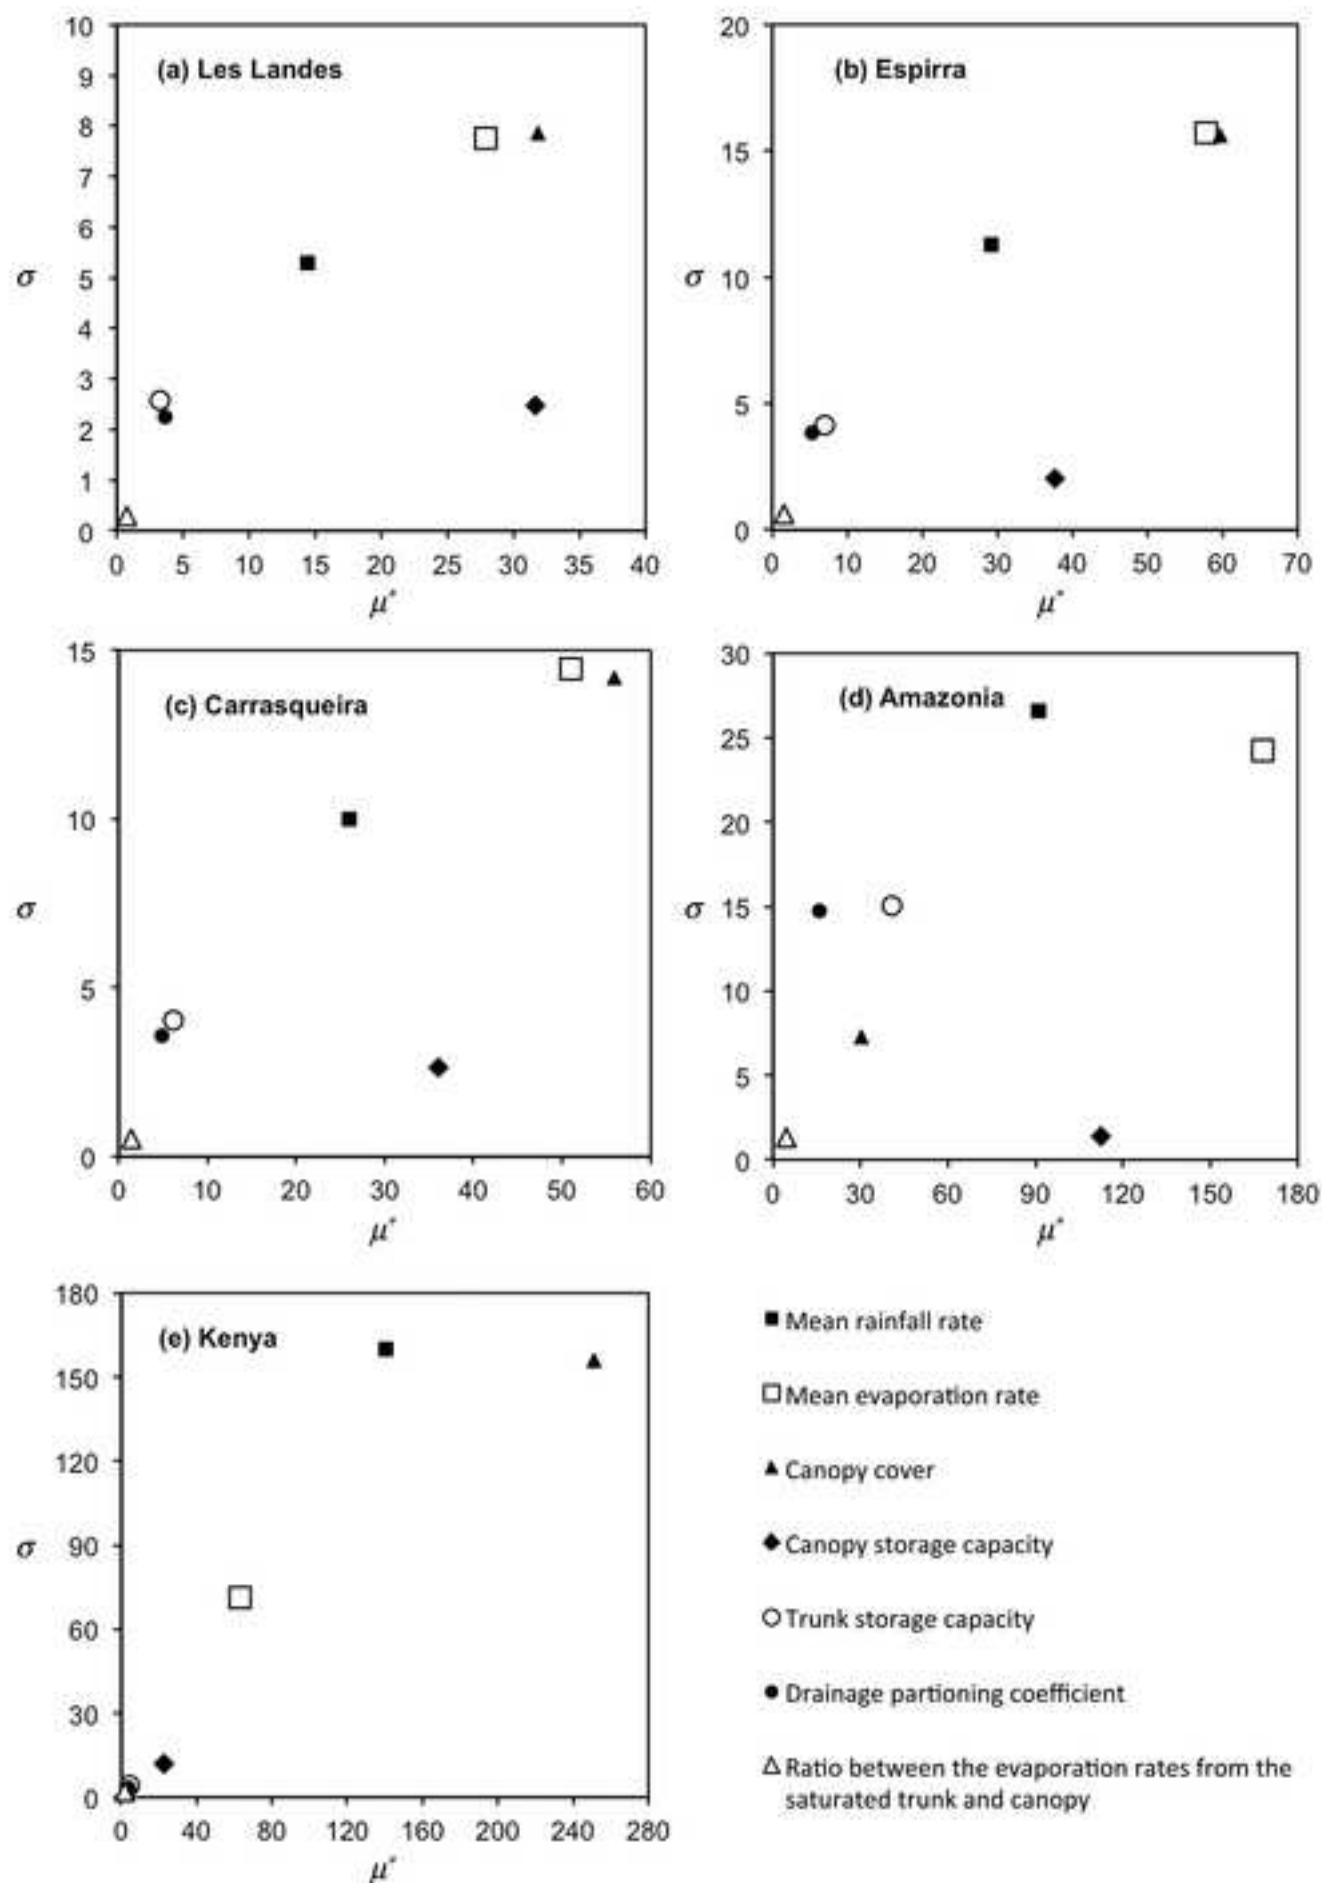 (a) Les Landes
10
9
8
7
6
5
4
3
2
1
0
σ
0 5 10 15 20 25 30 35 40
μ*
(b) Espirra
20
15
10
5
0
σ
0 10 20 30 40 50 60 70
μ*
(c) Carrasqueira
15
10
5
0
σ
0 10 20 30 40 50 60
μ*
(d) Amazonia
30
25
20
15
10
5
0
σ
0 30 60 90 120 150 180
μ*
(e) Kenya
180
150
120
90
60
30
0
σ
0 40 80 120 160 200 240 280
μ*
Mean rainfall rate
Mean evaporation rate
Canopy cover
Canopy storage capacity
Trunk storage capacity
Drainage partioning coefficient
Ratio between the evaporation rates from the
saturated trunk and canopy